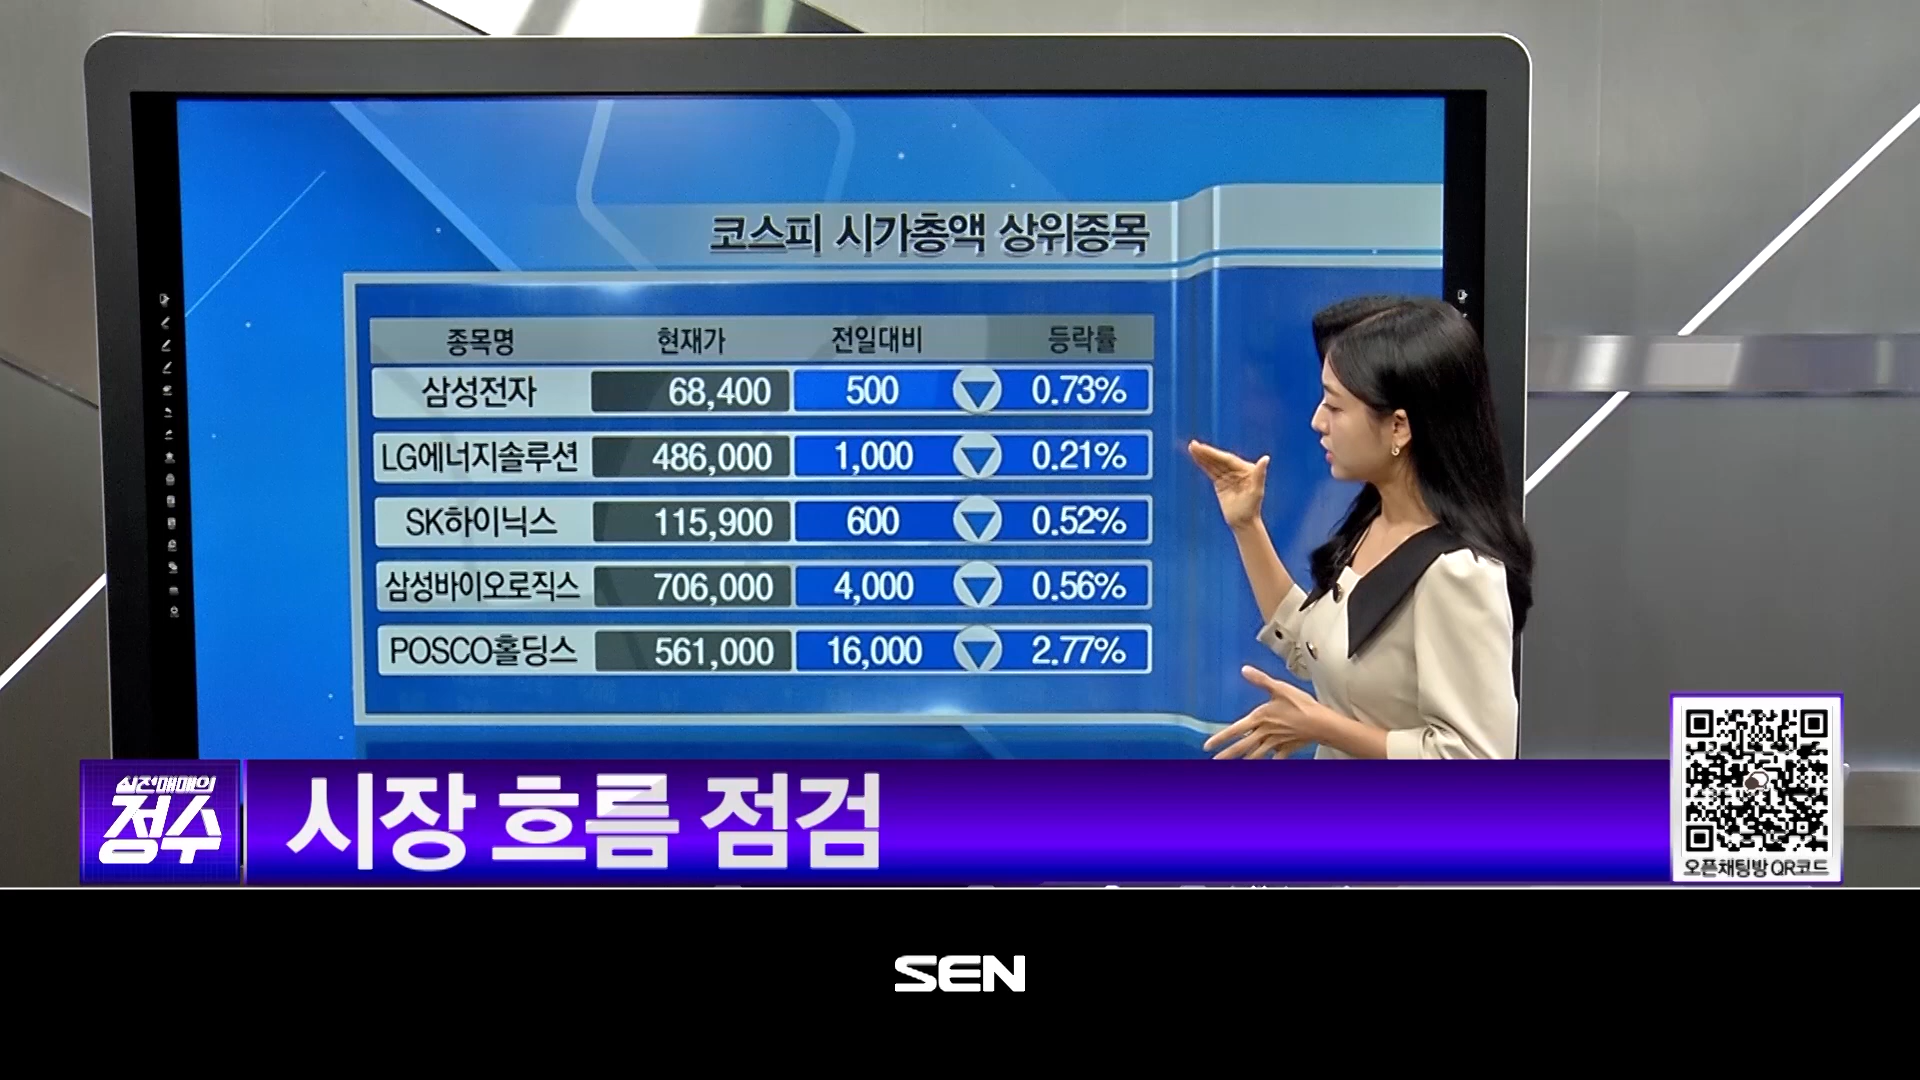 코스피 시가총액 상위종목
종목명 현재가 전일대비 등락률
삼성전자 68,400 500 ▽ 0.73%
LG에너지솔루션 486,000 1,000 ▽ 0.21%
SK하이닉스 115,900 600 ▽ 0.52%
삼성바이오로직스 706,000 4,000 ▽ 0.56%
POSCO홀딩스 561,000 16,000 ▽ 2.77%
실전매매의
정수
시장 흐름 점검
오픈채팅방 QR코드
SEN